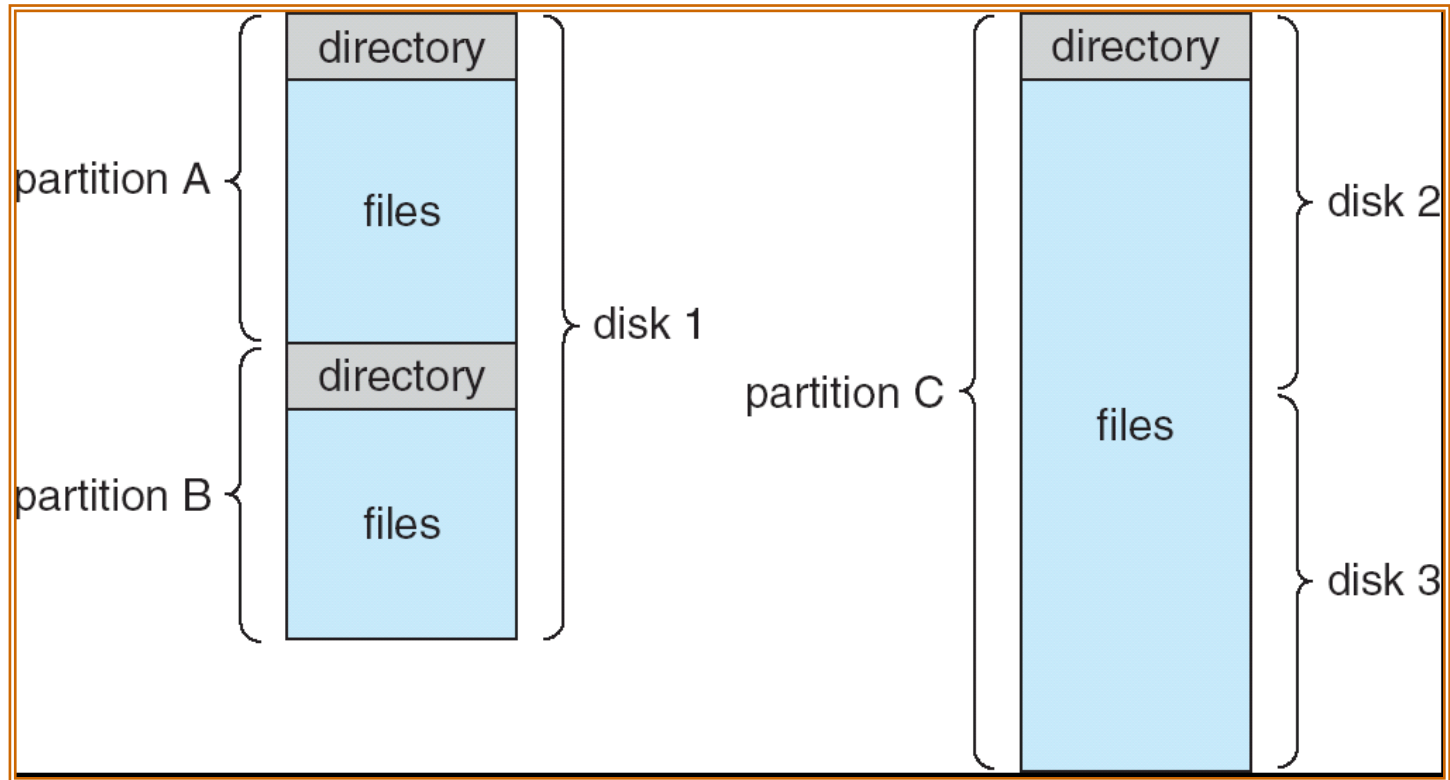 directory
partition A
files
disk 1
directory
partition B
files
directory
disk 2
partition C
files
disk 3